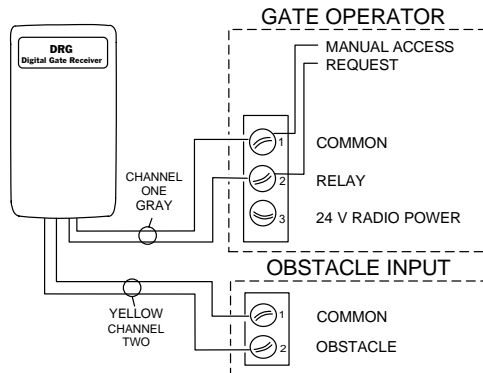 GATE OPERATOR
DRG
Digital Gate Receiver
MANUAL ACCESS
REQUEST
1 COMMON
2 RELAY
3 24 V RADIO POWER
CHANNEL
ONE
GRAY
OBSTACLE INPUT
YELLOW
CHANNEL
TWO
1 COMMON
2 OBSTACLE